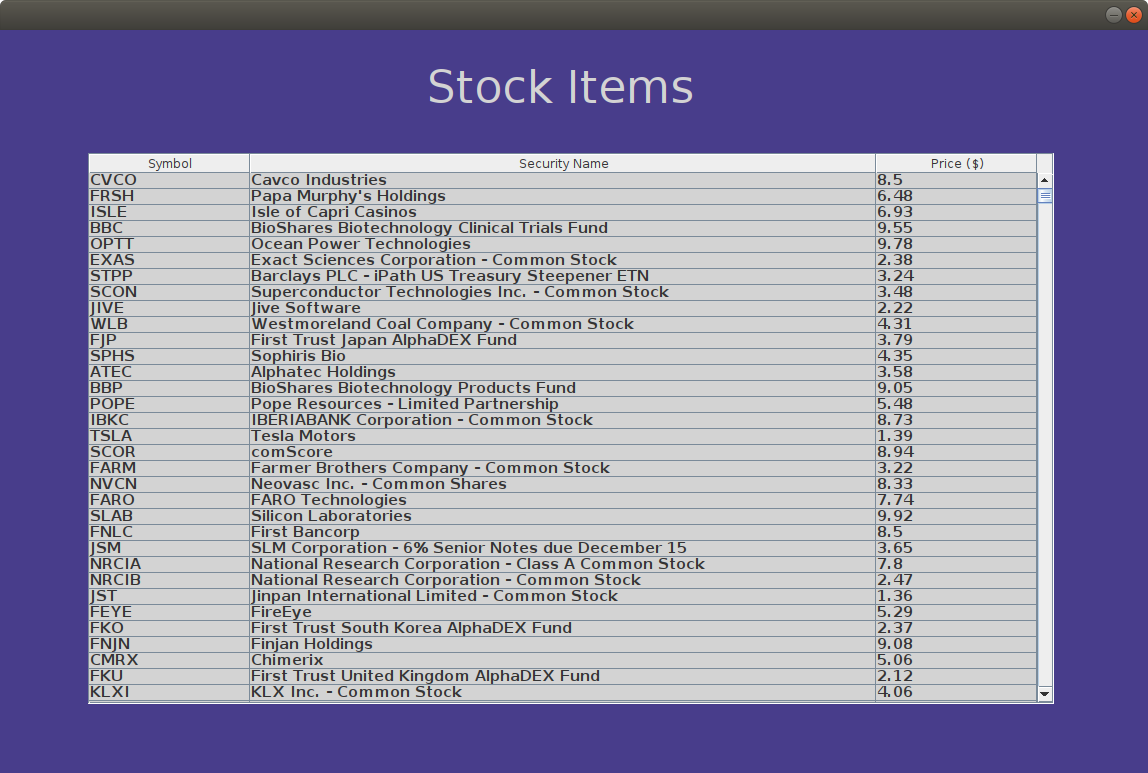 Stock Items
Symbol Security Name Price ($)
CVCO Cavco Industries 8.5
FRSH Papa Murphy's Holdings 6.48
ISLE Isle of Capri Casinos 6.93
BBC BioShares Biotechnology Clinical Trials Fund 9.55
OPTT Ocean Power Technologies 9.78
EXAS Exact Sciences Corporation - Common Stock 2.38
STPP Barclays PLC - iPath US Treasury Steepener ETN 3.24
SCON Superconductor Technologies Inc. - Common Stock 3.48
JIVE Jive Software 2.22
WLB Westmoreland Coal Company - Common Stock 4.31
FJP First Trust Japan AlphaDEX Fund 3.79
SPHS Sophiris Bio 4.35
ATEC Alphatec Holdings 3.58
BBP BioShares Biotechnology Products Fund 9.05
POPE Pope Resources - Limited Partnership 5.48
IBKC IBERIABANK Corporation - Common Stock 8.73
TSLA Tesla Motors 1.39
SCOR comScore 8.94
FARM Farmer Brothers Company - Common Stock 3.22
NVCN Neovasc Inc. - Common Shares 8.33
FARO FARO Technologies 7.74
SLAB Silicon Laboratories 9.92
FNLC First Bancorp 8.5
JSM SLM Corporation - 6% Senior Notes due December 15 3.65
NRCIA National Research Corporation - Class A Common Stock 7.8
NRCIB National Research Corporation - Common Stock 2.47
JST Jinpan International Limited - Common Stock 1.36
FEYE FireEye 5.29
FKO First Trust South Korea AlphaDEX Fund 2.37
FNJN Finjan Holdings 9.08
CMRX Chimerix 5.06
FKU First Trust United Kingdom AlphaDEX Fund 2.12
KLXI KLX Inc. - Common Stock 4.06